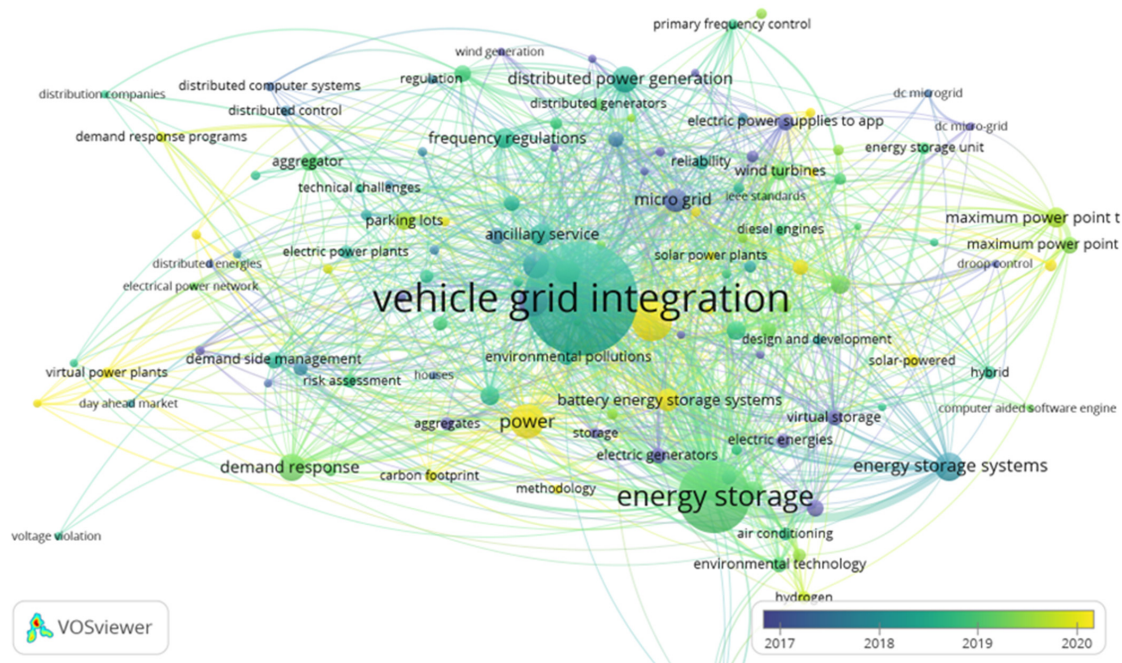 primary frequency control
wind generation
regulation
distributed power generation
distributed computer systems
distribution companies
dc microgrid
distributed generators
distributed control
electric power supplies to app
dc micro-grid
demand response programs
frequency regulations
energy storage unit
aggregator
reliability
wind turbines
technical challenges
micro grid
ieee standards
parking lots
maximum power point t
diesel engines
ancillary service
maximum power point
electric power plants
solar power plants
distributed energies
droop control
electrical power network
vehicle grid integration
design and development
demand side management
environmental pollutions
solar-powered
virtual power plants
risk assessment
houses
hybrid
day ahead market
battery energy storage systems
computer aided software engine
aggregates
power
virtual storage
storage
electric energies
electric generators
demand response
carbon footprint
energy storage systems
methodology
energy storage
voltage violation
air conditioning
environmental technology
hydrogen
VOSviewer
2017
2018
2019
2020